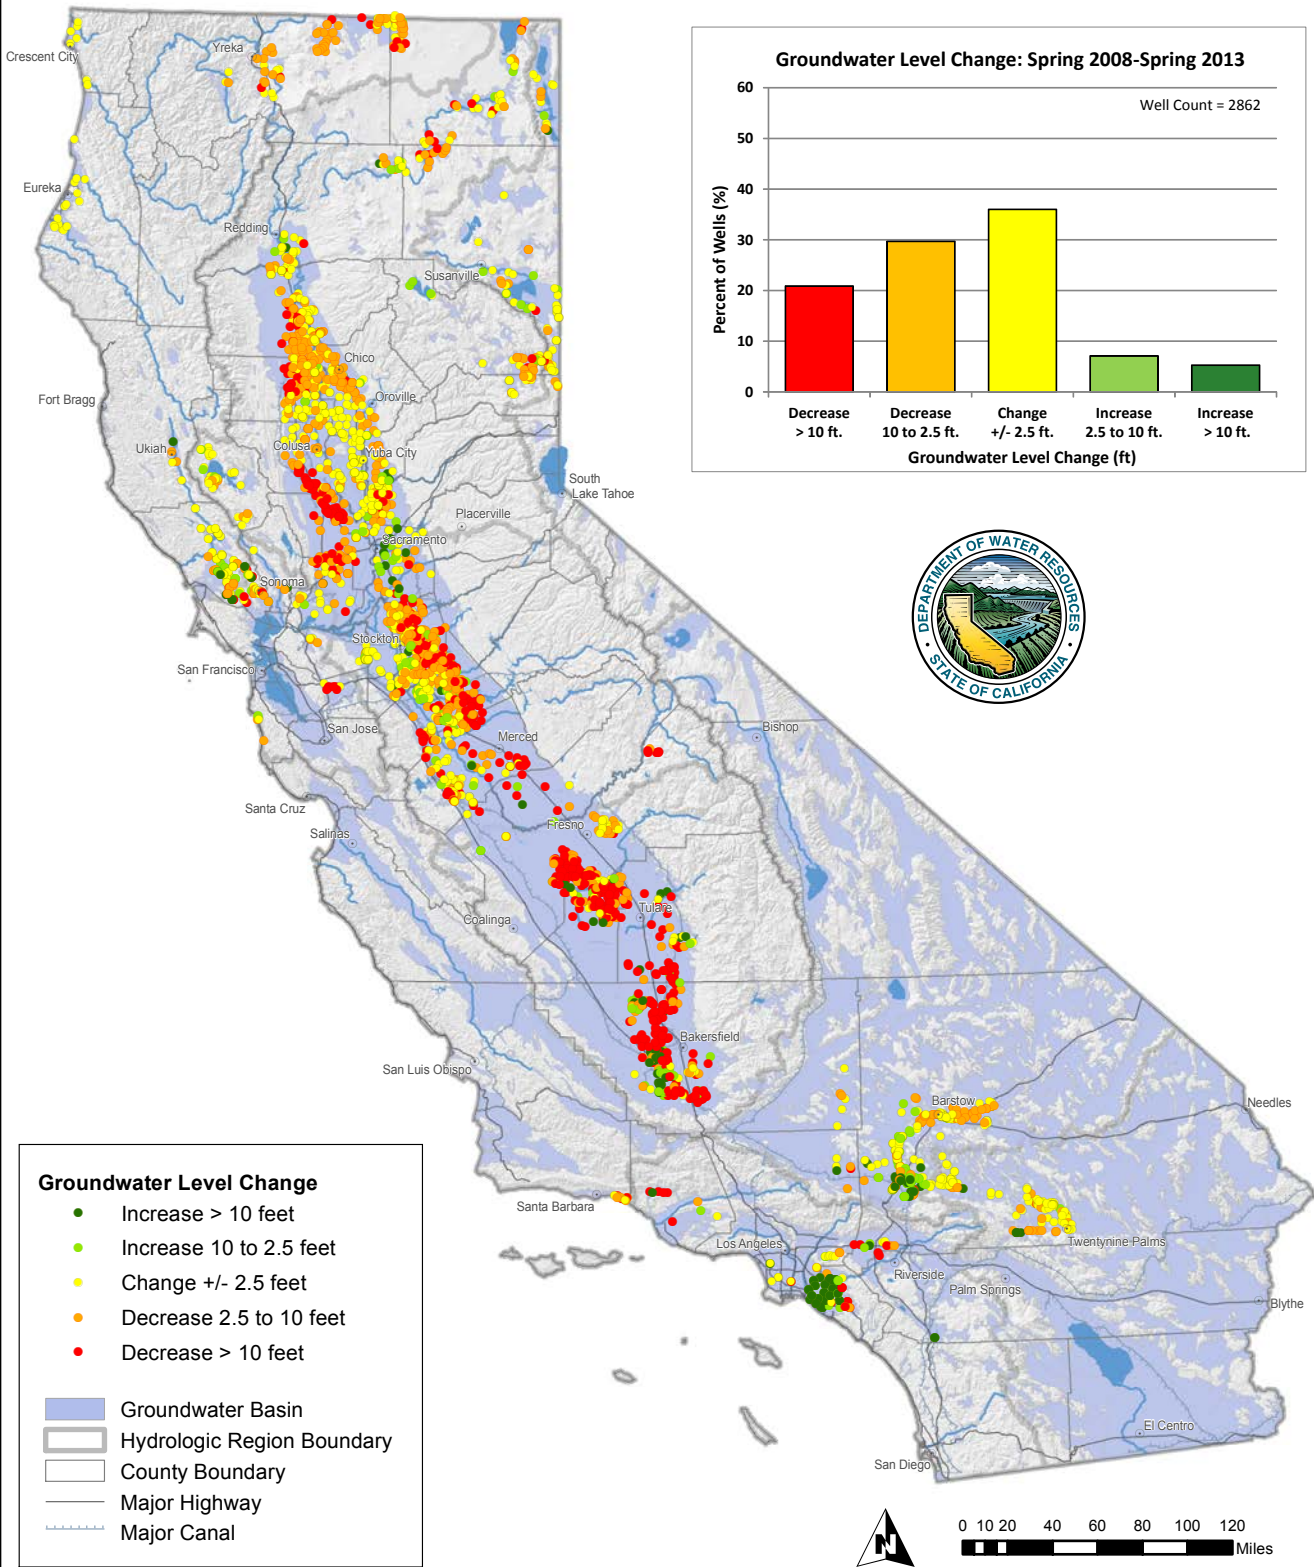 Crescent City
Yreka
Eureka
Redding
Susanville
Chico
Oroville
Fort Bragg
Ukiah
Colusa
Yuba City
South
Lake Tahoe
Placerville
Sacramento
Sonoma
Stockton
San Francisco
San Jose
Merced
Bishop
Santa Cruz
Salinas
Fresno
Tulare
Coalinga
Bakersfield
San Luis Obispo
Barstow
Needles
Santa Barbara
Los Angeles
Twentynine Palms
Riverside
Palm Springs
Blythe
El Centro
San Diego
Groundwater Level Change: Spring 2008-Spring 2013
Well Count = 2862
Percent of Wells (%)
60
50
40
30
20
10
0
Decrease
> 10 ft.
Decrease
10 to 2.5 ft.
Change
+/- 2.5 ft.
Increase
2.5 to 10 ft.
Increase
> 10 ft.
Groundwater Level Change (ft)
DEPARTMENT OF WATER RESOURCES
• STATE OF CALIFORNIA •
Groundwater Level Change
Increase > 10 feet
Increase 10 to 2.5 feet
Change +/- 2.5 feet
Decrease 2.5 to 10 feet
Decrease > 10 feet
Groundwater Basin
Hydrologic Region Boundary
County Boundary
Major Highway
Major Canal
N
0 10 20 40 60 80 100 120
Miles